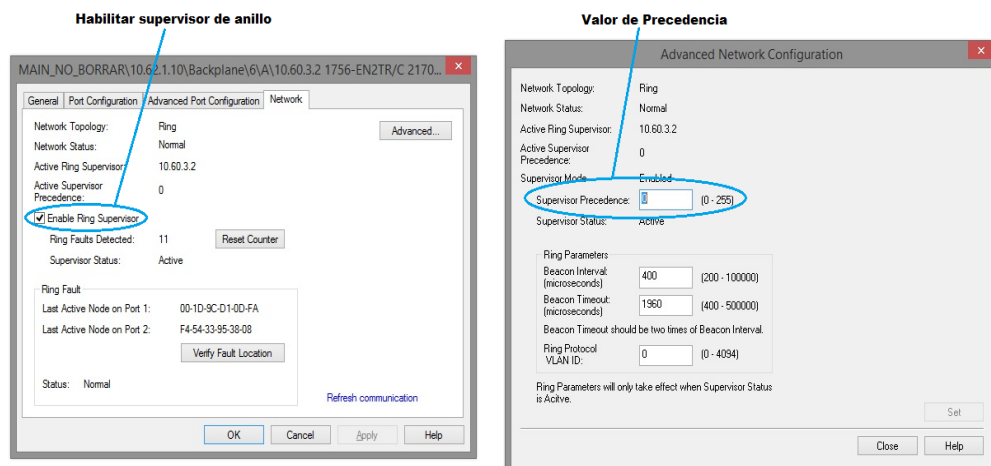 Habilitar supervisor de anillo
Valor de Precedencia
MAIN_NO_BORRAR\10.62.1.10\Backplane\6\A\10.60.3.2 1756-EN2TR/C 2170...
General Port Configuration Advanced Port Configuration Network
Network Topology: Ring
Advanced...
Network Status: Normal
Active Ring Supervisor: 10.60.3.2
Active Supervisor
Precedence: 0
Enable Ring Supervisor
Ring Faults Detected: 11 Reset Counter
Supervisor Status: Active
Ring Fault
Last Active Node on Port 1: 00-1D-9C-D1-0D-FA
Last Active Node on Port 2: F4-54-33-95-38-08
Verify Fault Location
Status: Normal
Refresh communication
OK Cancel Apply Help
Advanced Network Configuration
Network Topology: Ring
Network Status: Normal
Active Ring Supervisor: 10.60.3.2
Active Supervisor
Precedence: 0
Supervisor Mode Enabled
Supervisor Precedence: 0 (0 - 255)
Supervisor Status: Active
Ring Parameters
Beacon Interval:
(microseconds) 400 (200 - 100000)
Beacon Timeout:
(microseconds) 1960 (400 - 500000)
Beacon Timeout should be two times of Beacon Interval.
Ring Protocol
VLAN ID: 0 (0 - 4094)
Ring Parameters will only take effect when Supervisor Status
is Acitve.
Set
Close Help